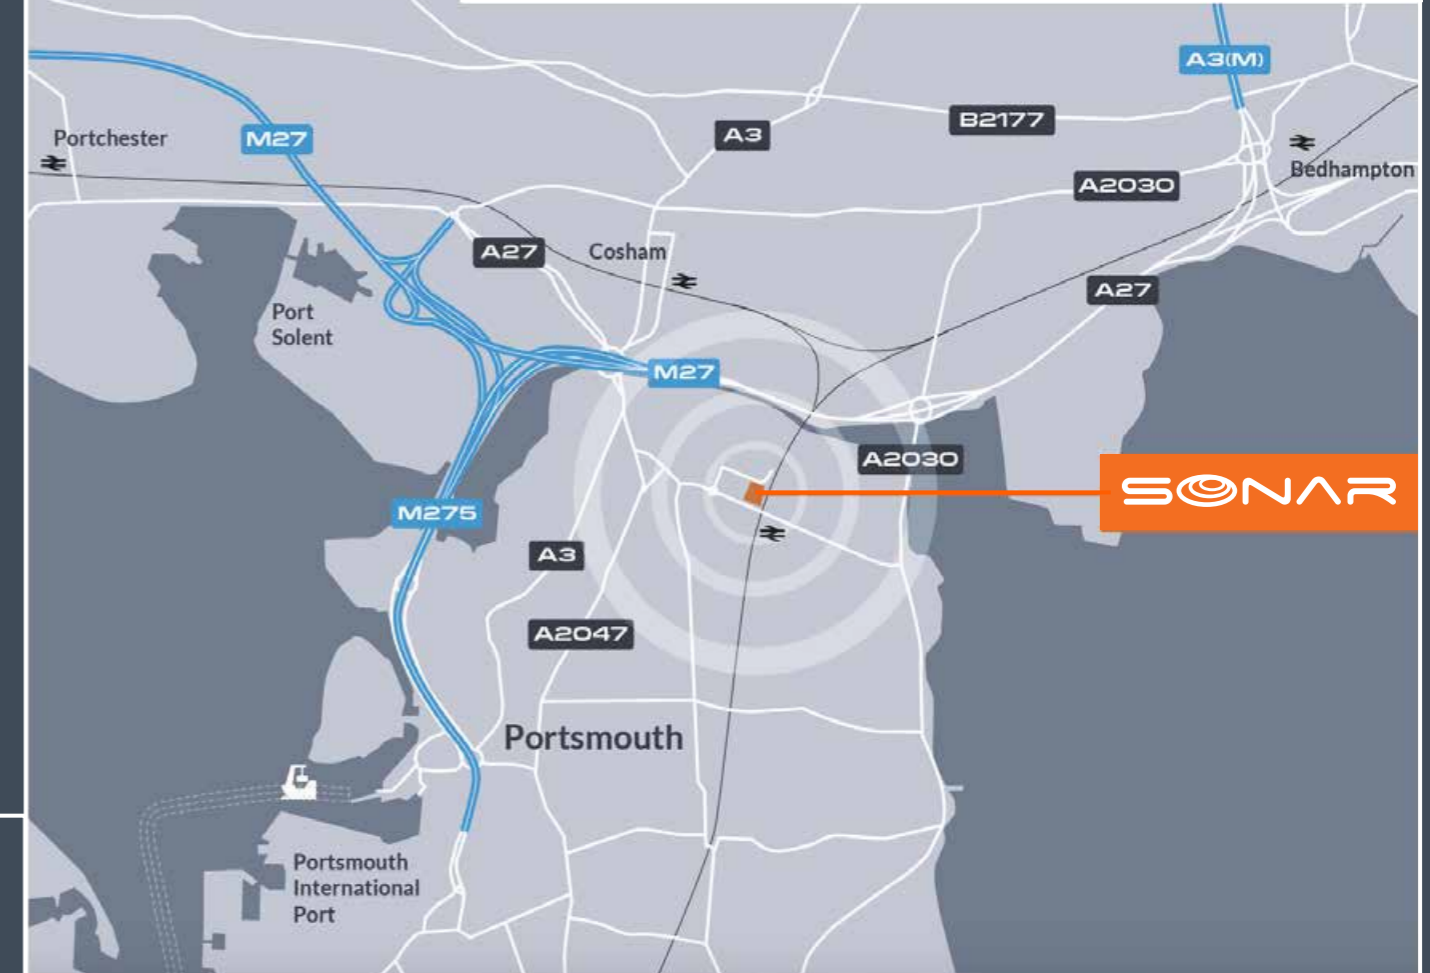 A3(M)
B2177
A3
Portchester
M27
Bedhampton
A2030
A27
Cosham
A27
Port
Solent
M27
A2030
SONAR
M275
A3
A2047
Portsmouth
Portsmouth
International
Port